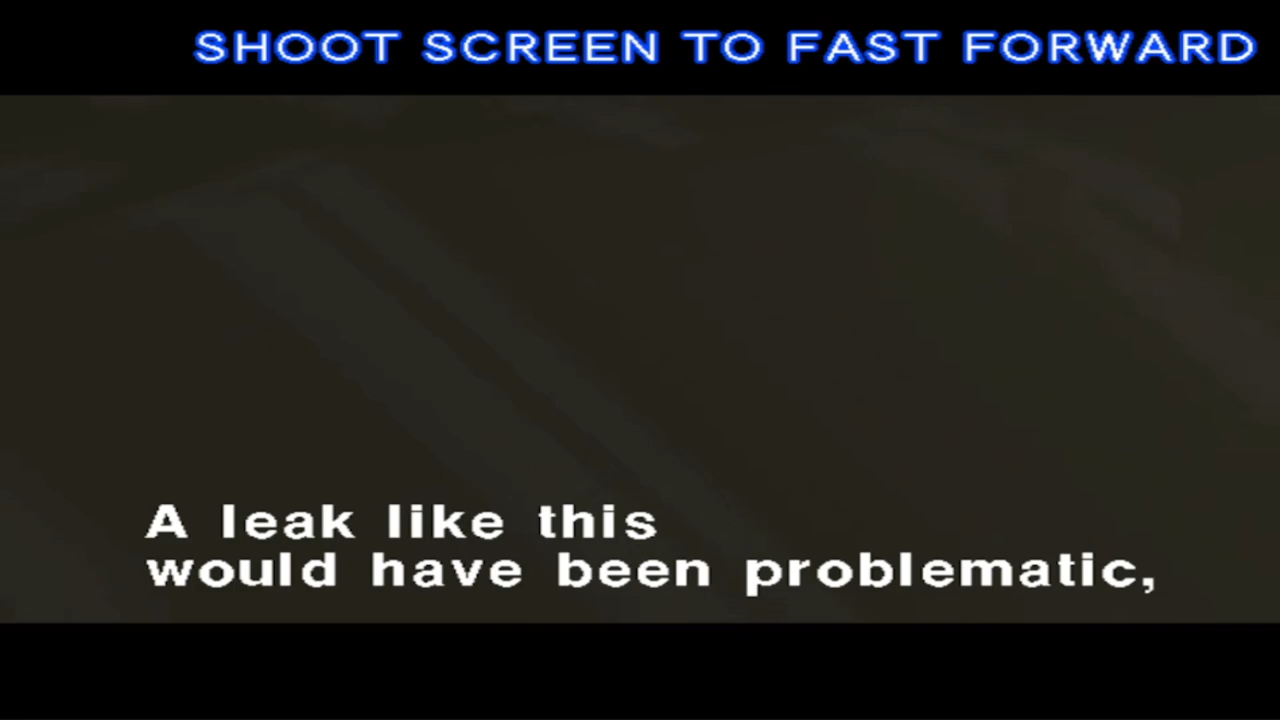 SHOOT SCREEN TO FAST FORWARD
A leak like this
would have been problematic,